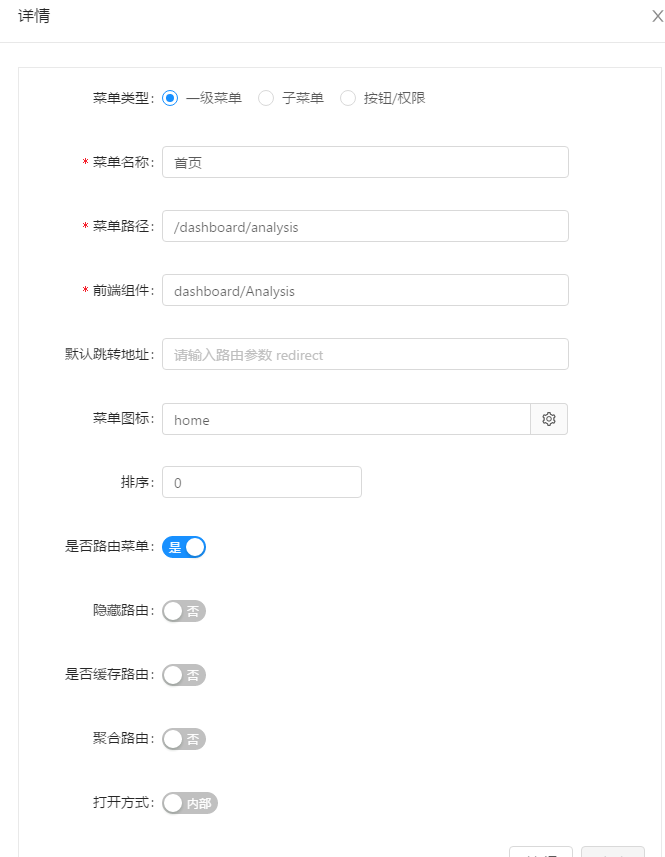 详情
菜单类型: 一级菜单 子菜单 按钮/权限
* 菜单名称: 首页
* 菜单路径: /dashboard/analysis
* 前端组件: dashboard/Analysis
默认跳转地址: 请输入路由参数 redirect
菜单图标: home
排序: 0
是否路由菜单: 是
隐藏路由: 否
是否缓存路由: 否
聚合路由: 否
打开方式: 内部